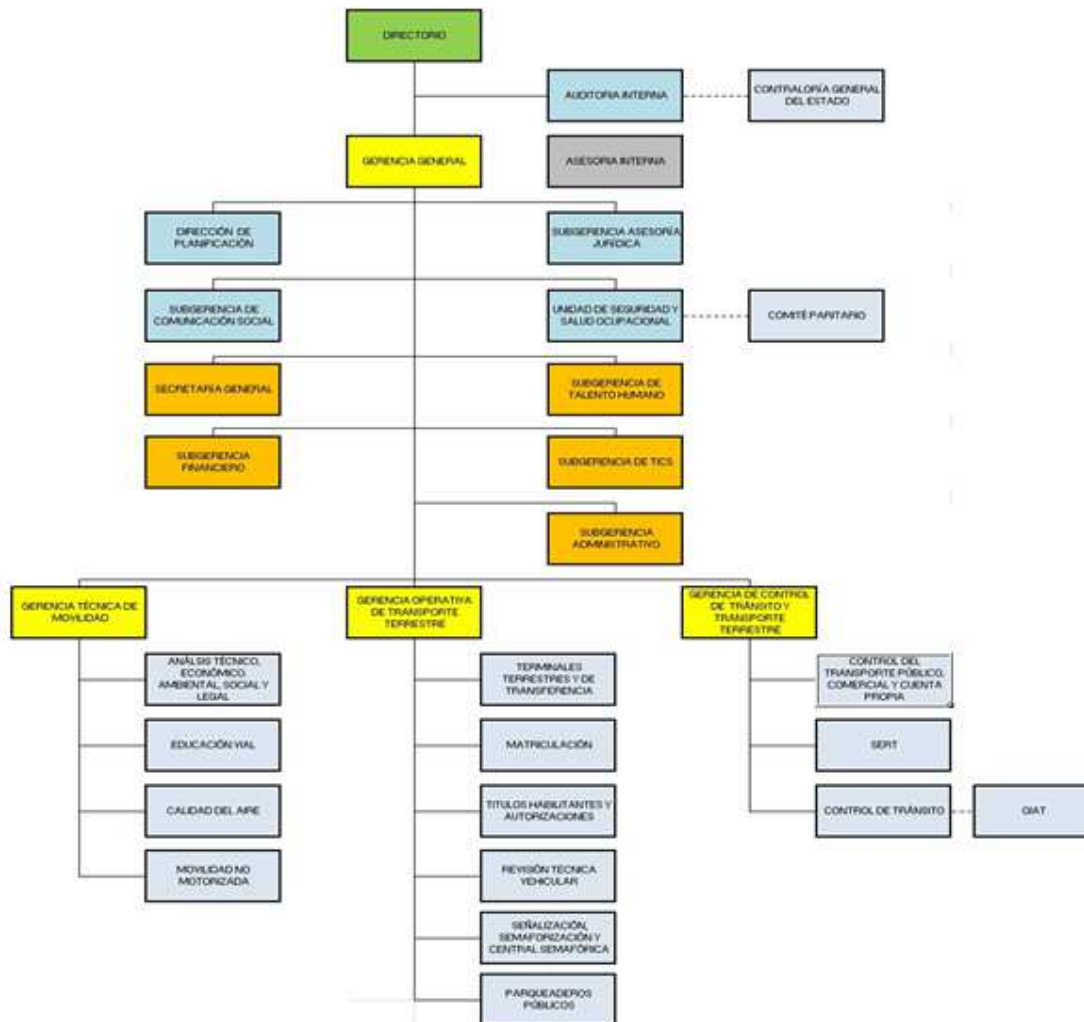 DIRECTORIO
AUDITORIA INTERNA
CONTRALORÍA GENERAL
DEL ESTADO
GERENCIA GENERAL
ASESORIA INTERNA
DIRECCIÓN DE
PLANIFICACIÓN
SUBGERENCIA ASESORÍA
JURÍDICA
SUBGERENCIA DE
COMUNICACIÓN SOCIAL
UNIDAD DE SEGURIDAD Y
SALUD OCUPACIONAL
COMITÉ PARITARIO
SECRETARÍA GENERAL
SUBGERENCIA DE
TALENTO HUMANO
SUBGERENCIA
FINANCIERO
SUBGERENCIA DE TICS
SUBGERENCIA
ADMINISTRATIVO
GERENCIA TÉCNICA DE
MOVILIDAD
GERENCIA OPERATIVA
DE TRANSPORTE
TERRESTRE
GERENCIA DE CONTROL
DE TRÁNSITO Y
TRANSPORTE
TERRESTRE
ANÁLSIS TÉCNICO,
ECONÓMICO,
AMBIENTAL, SOCIAL Y
LEGAL
EDUCACIÓN VIAL
CALIDAD DEL AIRE
MOVILIDAD NO
MOTORIZADA
TERMINALES
TERRESTRES Y DE
TRANSFERENCIA
MATRICULACIÓN
TITULOS HABILITANTES Y
AUTORIZACIONES
REVISIÓN TÉCNICA
VEHICULAR
SEÑALIZACIÓN,
SEMAFORIZACIÓN Y
CENTRAL SEMAFÓRICA
PARQUEADEROS
PÚBLICOS
CONTROL DEL
TRANSPORTE PÚBLICO,
COMERCIAL Y CUENTA
PROPIA
SERT
CONTROL DE TRÁNSITO
OIAT